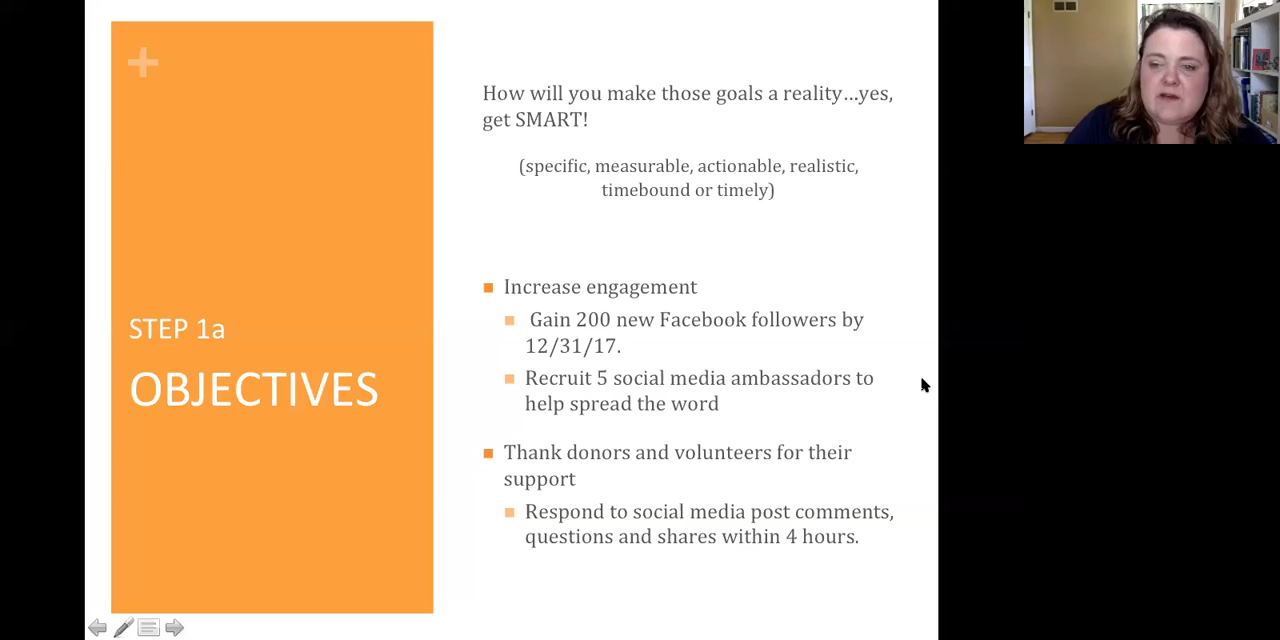 STEP 1a
OBJECTIVES
How will you make those goals a reality…yes,
get SMART!
(specific, measurable, actionable, realistic,
timebound or timely)
Increase engagement
Gain 200 new Facebook followers by
12/31/17.
Recruit 5 social media ambassadors to
help spread the word
Thank donors and volunteers for their
support
Respond to social media post comments,
questions and shares within 4 hours.